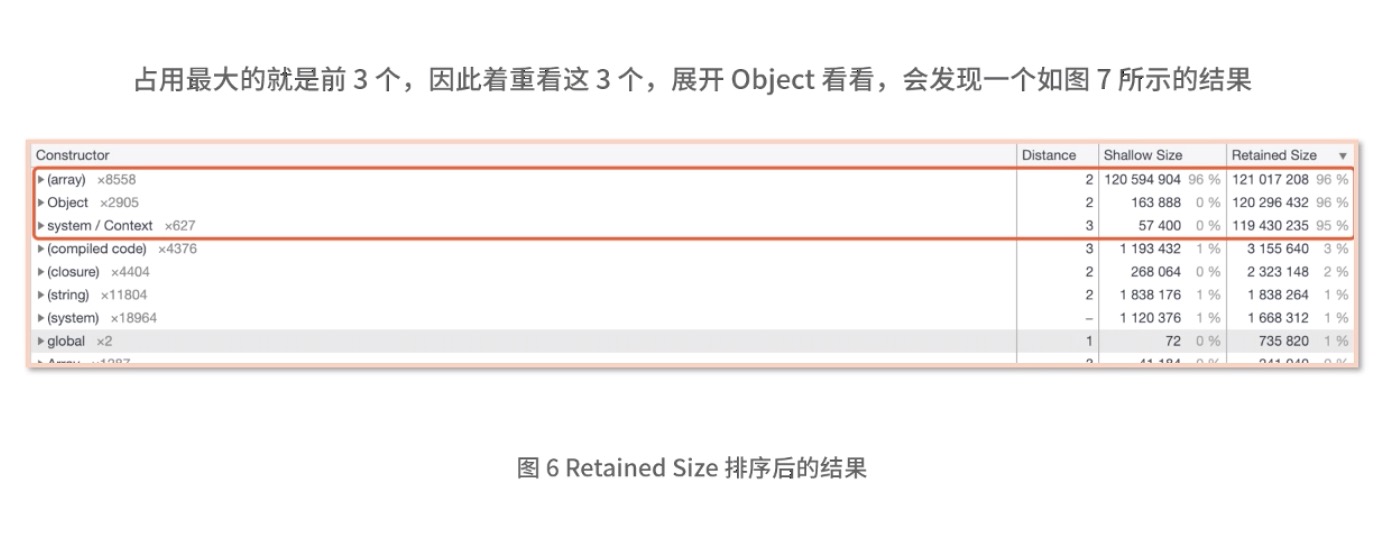 占用最大的就是前 3 个，因此着重看这 3 个，展开 Object 看看，会发现一个如图 7 所示的结果
Constructor Distance Shallow Size Retained Size ▼
▶(array) ×8558 2 120 594 904 96 % 121 017 208 96 %
▶Object ×2905 2 163 888 0 % 120 296 432 96 %
▶system / Context ×627 3 57 400 0 % 119 430 235 95 %
▶(compiled code) ×4376 3 1 193 432 1 % 3 155 640 3 %
▶(closure) ×4404 2 268 064 0 % 2 323 148 2 %
▶(string) ×11804 2 1 838 176 1 % 1 838 264 1 %
▶(system) ×18964 – 1 120 376 1 % 1 668 312 1 %
▶global ×2 1 72 0 % 735 820 1 %
图 6 Retained Size 排序后的结果